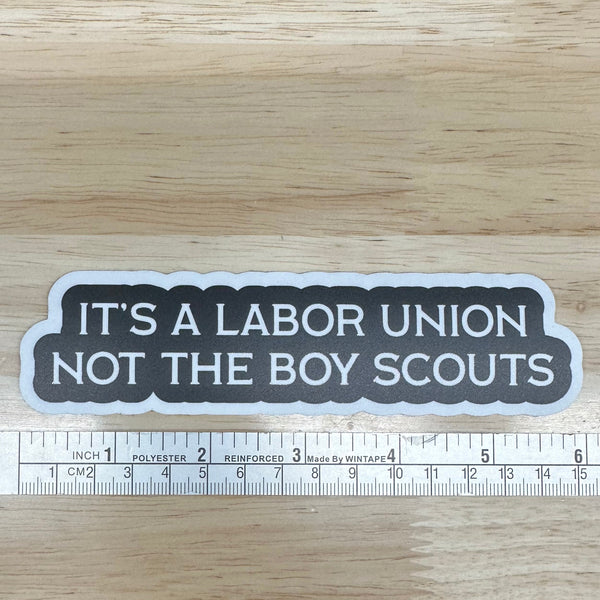 IT'S A LABOR UNION
NOT THE BOY SCOUTS
INCH 1 POLYESTER 2 REINFORCED 3 Made By WINTAPE 4 5 6
1 CM2 3 4 5 6 7 8 9 10 11 12 13 14 15